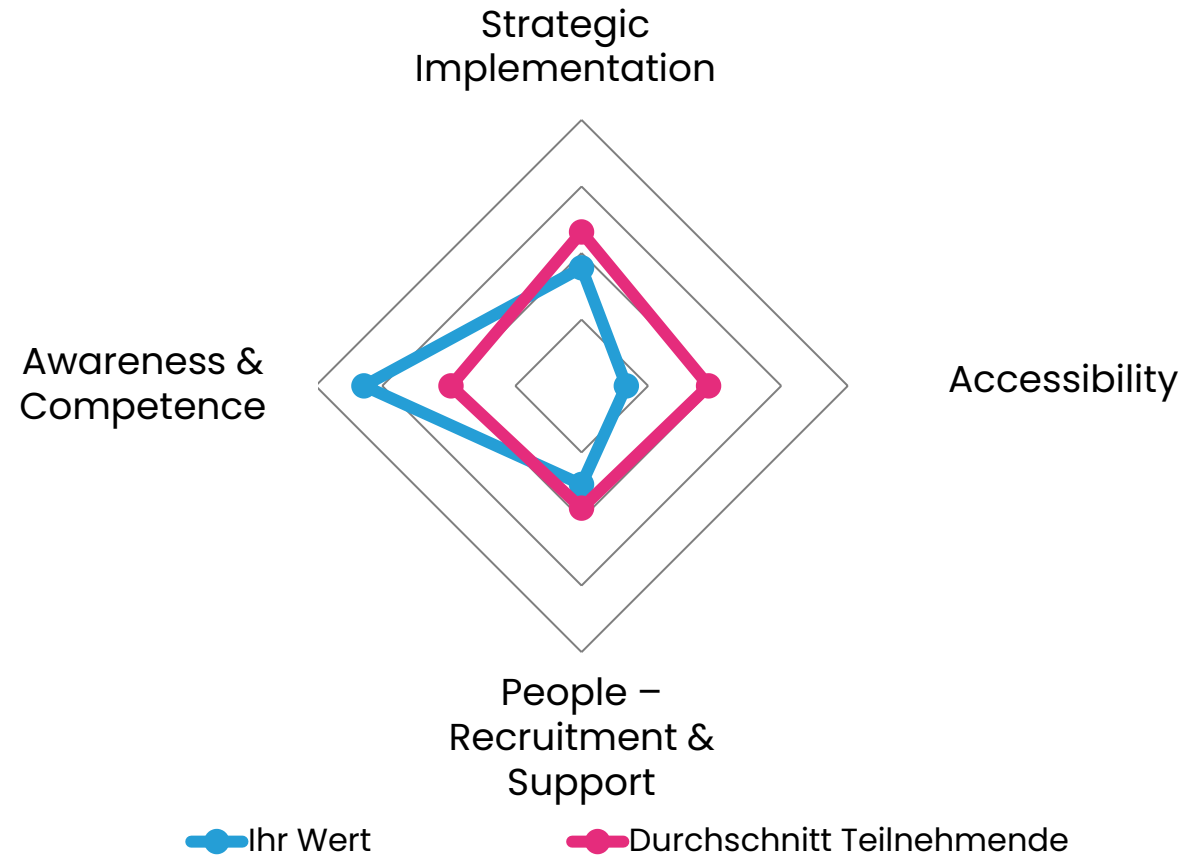 Strategic
Implementation
Awareness &
Competence
Accessibility
People –
Recruitment &
Support
Ihr Wert
Durchschnitt Teilnehmende